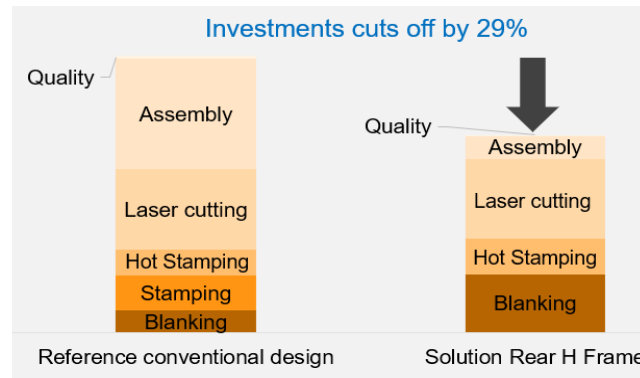 Investments cuts off by 29%
Quality
Assembly
Laser cutting
Hot Stamping
Stamping
Blanking
Reference conventional design
Quality
Assembly
Laser cutting
Hot Stamping
Blanking
Solution Rear H Frame